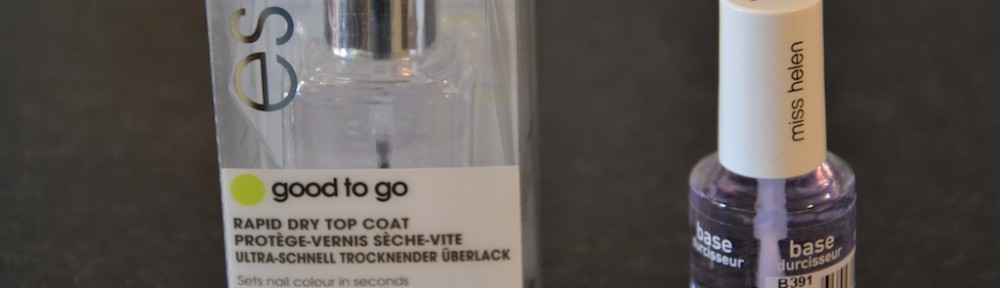 es
good to go
RAPID DRY TOP COAT
PROTÈGE-VERNIS SÈCHE-VITE
ULTRA-SCHNELL TROCKNENDER ÜBERLACK
Sets nail colour in seconds
miss helen
base
durcisseur
base
durcisseur
B391